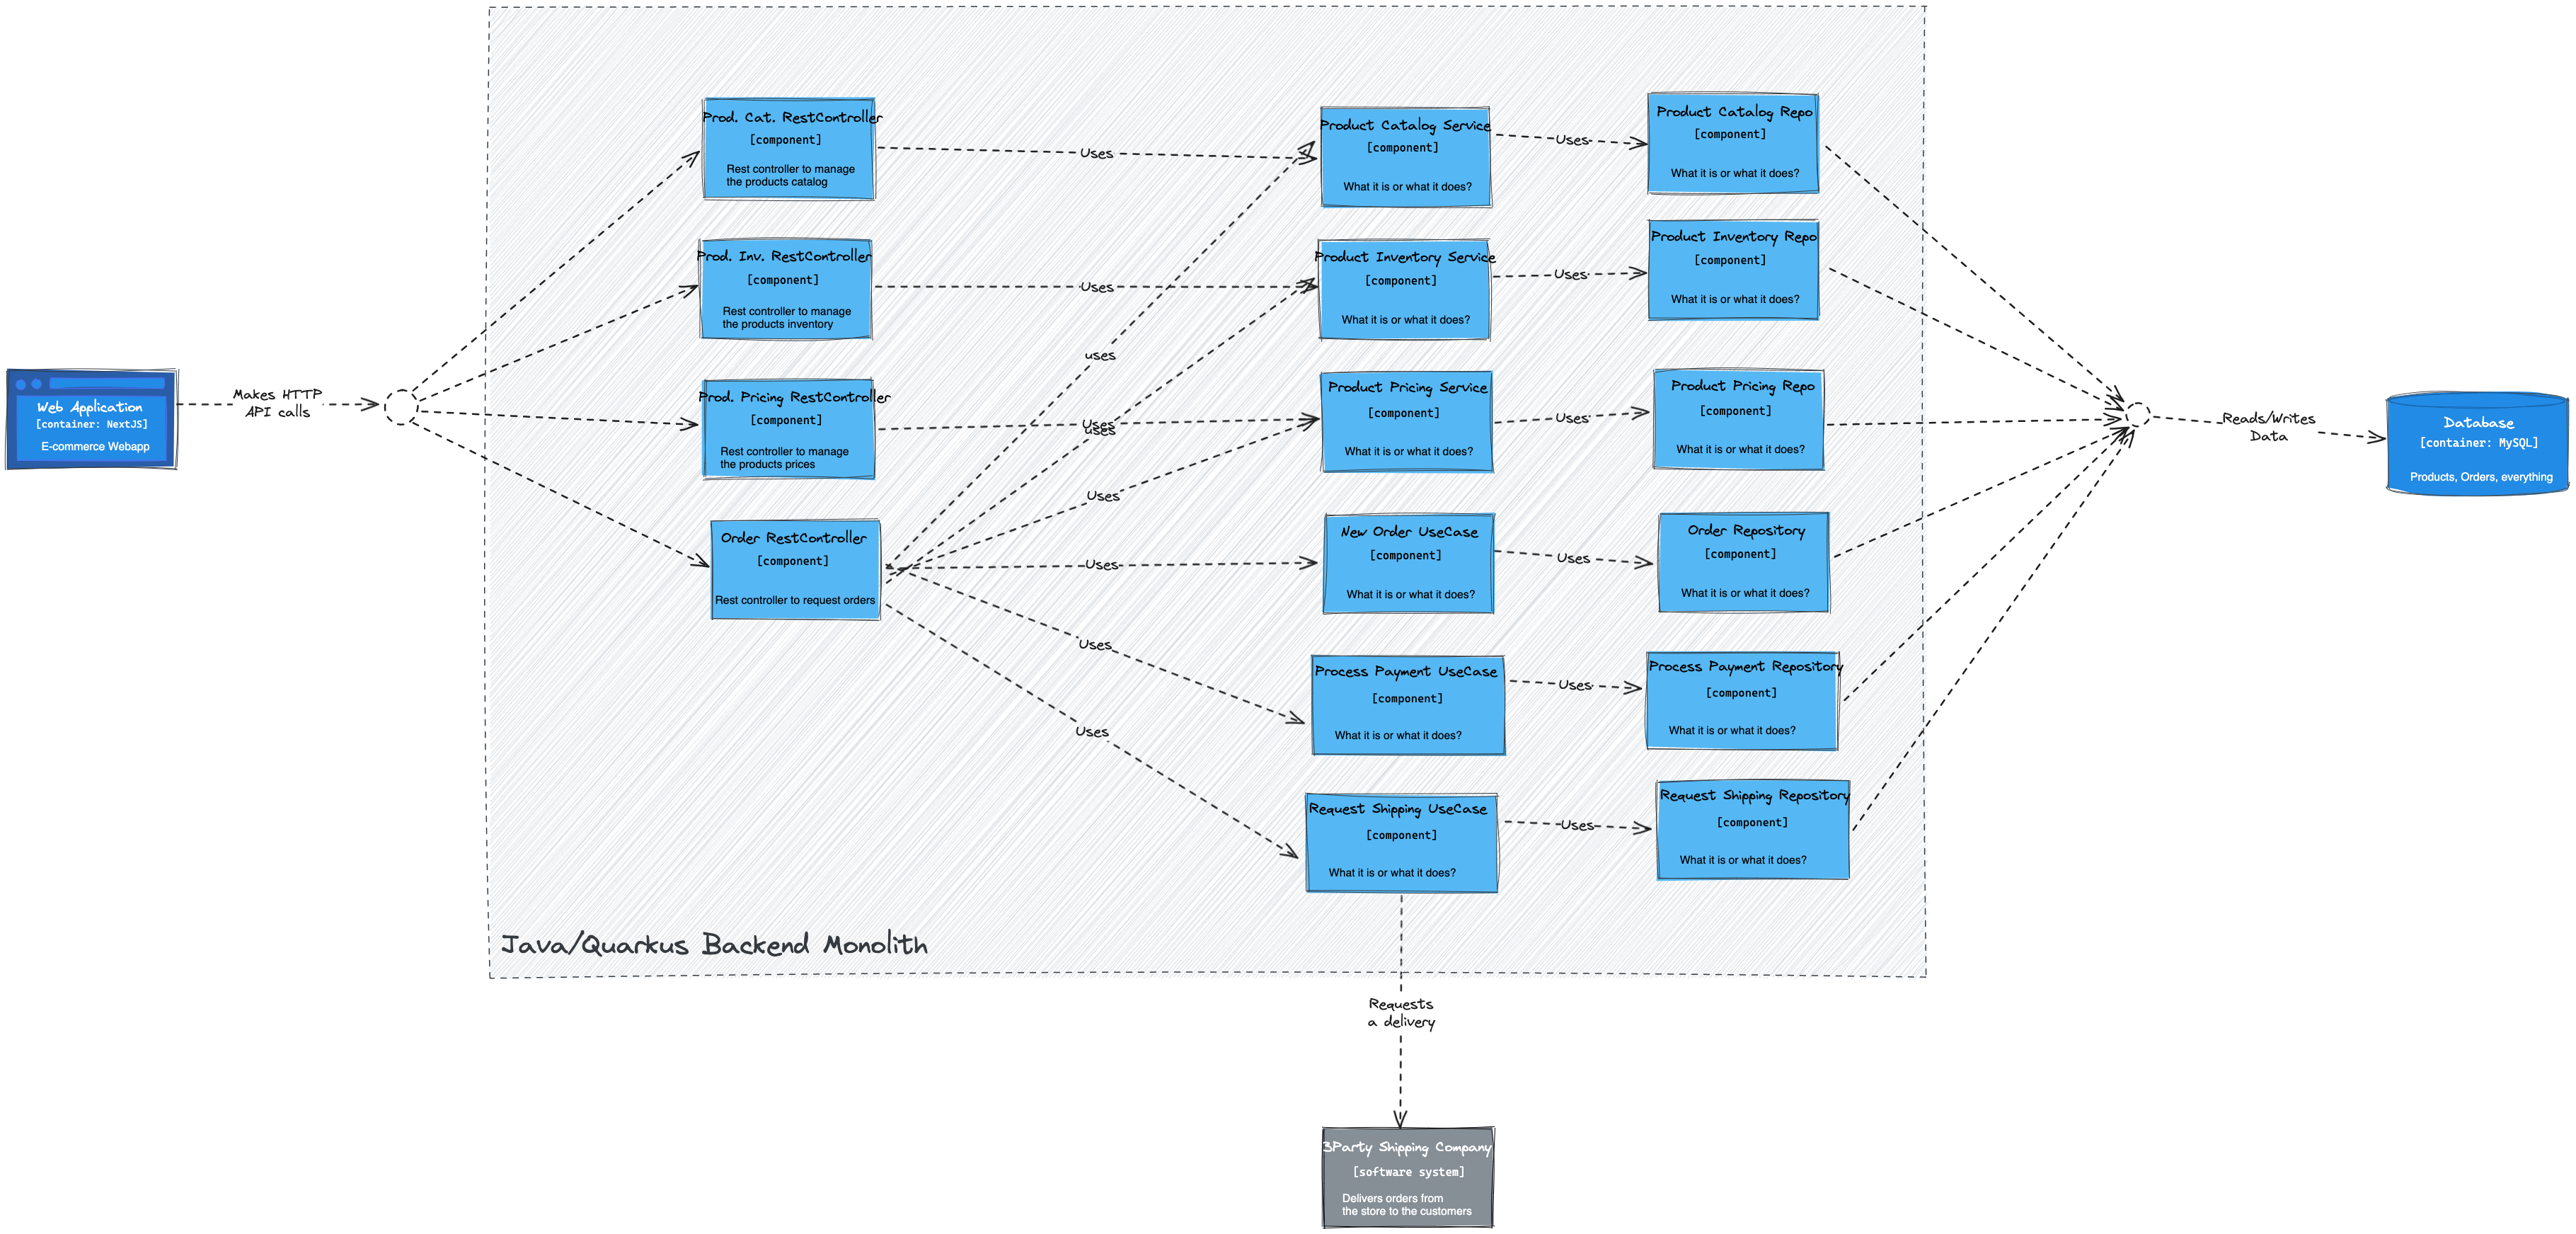 Web Application
[container: NextJS]
E-commerce Webapp
Makes HTTP
API calls
Prod. Cat. RestController
[component]
Rest controller to manage
the products catalog
Prod. Inv. RestController
[component]
Rest controller to manage
the products inventory
Prod. Pricing RestController
[component]
Rest controller to manage
the products prices
Order RestController
[component]
Rest controller to request orders
Uses
Uses
uses
Uses
uses
Uses
Uses
Uses
Uses
Product Catalog Service
[component]
What it is or what it does?
Product Inventory Service
[component]
What it is or what it does?
Product Pricing Service
[component]
What it is or what it does?
New Order UseCase
[component]
What it is or what it does?
Process Payment UseCase
[component]
What it is or what it does?
Request Shipping UseCase
[component]
What it is or what it does?
Uses
Uses
Uses
Uses
Uses
Uses
Product Catalog Repo
[component]
What it is or what it does?
Product Inventory Repo
[component]
What it is or what it does?
Product Pricing Repo
[component]
What it is or what it does?
Order Repository
[component]
What it is or what it does?
Process Payment Repository
[component]
What it is or what it does?
Request Shipping Repository
[component]
What it is or what it does?
Java/Quarkus Backend Monolith
Reads/Writes
Data
Database
[container: MySQL]
Products, Orders, everything
Requests
a delivery
3Party Shipping Company
[software system]
Delivers orders from
the store to the customers